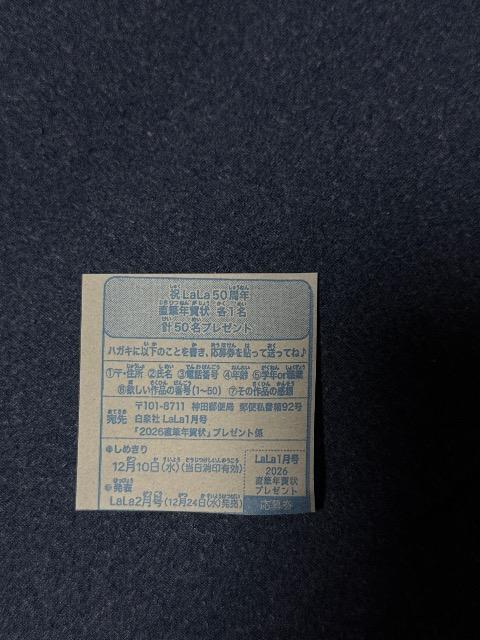 祝LaLa50周年
直筆年賀状 各1名
計50名プレゼント
ハガキに以下のことを書き、応募券を貼って送ってね♪
①〒・住所 ②氏名 ③電話番号 ④年齢 ⑤学年or職業
⑥欲しい作品の番号(1~50) ⑦その作品の感想
宛先
〒101-8711 神田郵便局 郵便私書箱92号
白泉社 LaLa1月号
「2026直筆年賀状」プレゼント係
●しめきり
12月10日(水)(当日消印有効)
●発表
LaLa2月号(12月24日(水)発売)
LaLa1月号
2026
直筆年賀状
プレゼント
応募券